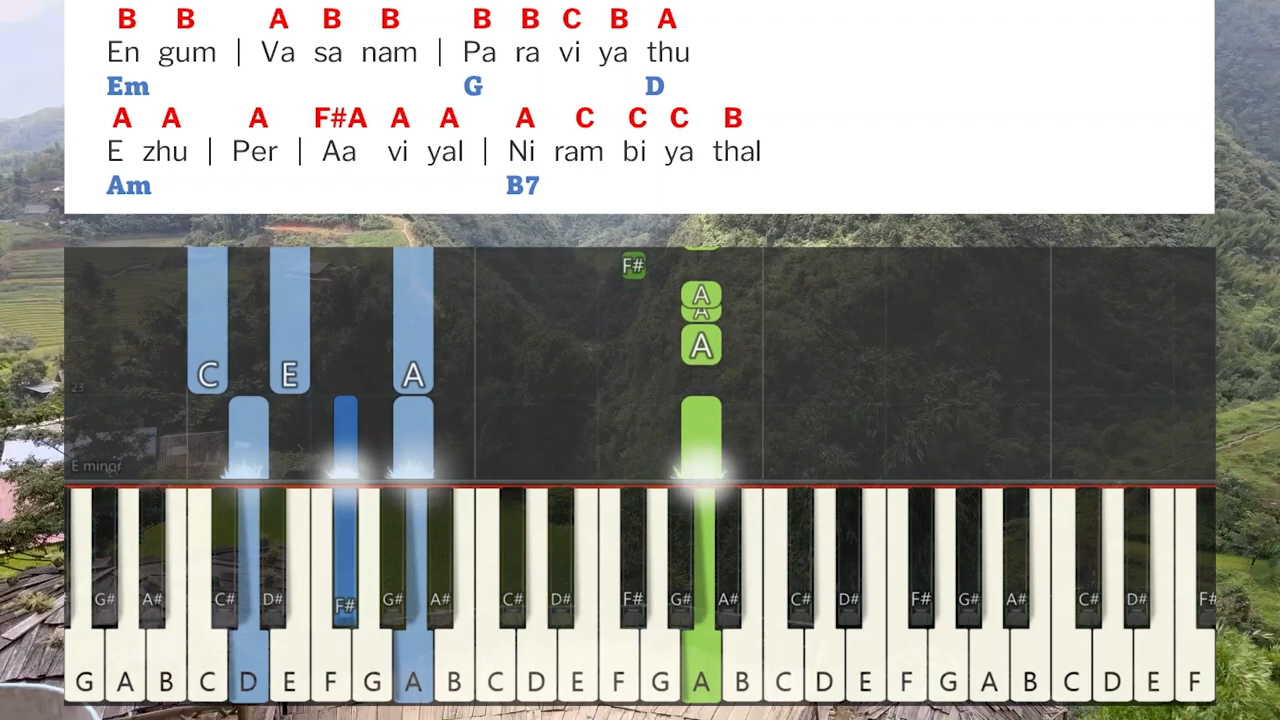 B B A B B B B C B A
En gum | Va sa nam | Pa ra vi ya thu
Em G D
A A A F#A A A A C C B
E zhu | Per | Aa vi yal | Ni ram bi ya thal
Am B7
F#
A
A
A
C E A
23
E minor
G# A# C# D# F# G# A# C# D# F# G# A# C# D# F# G# A# C# D# F#
G A B C D E F G A B C D E F G A B C D E F G A B C D E F